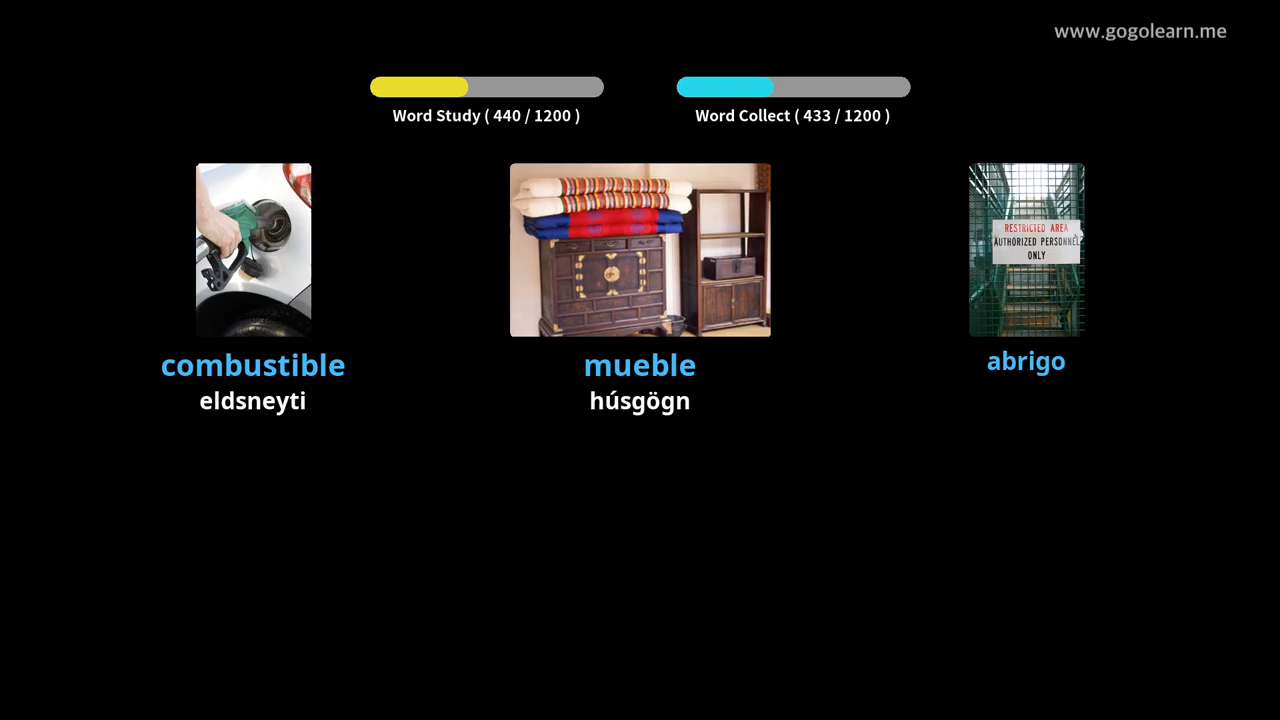 www.gogolearn.me
Word Study ( 440 / 1200 )
Word Collect ( 433 / 1200 )
RESTRICTED AREA
AUTHORIZED PERSONNEL
ONLY
combustible
eldsneyti
mueble
húsgögn
abrigo